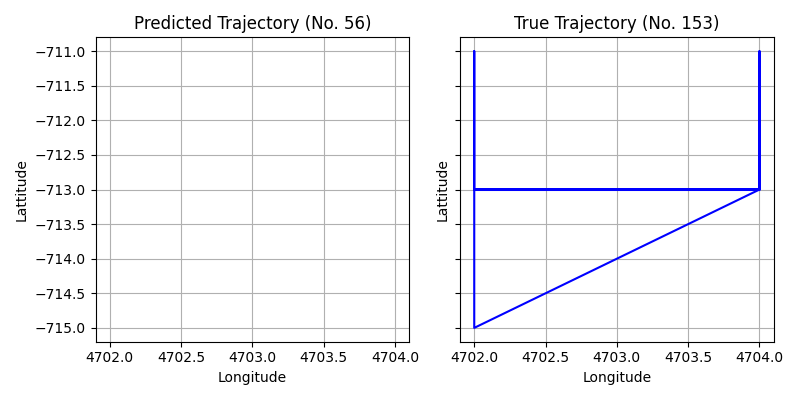 Predicted Trajectory (No. 56)
True Trajectory (No. 153)
Lattitude
−711.0
−711.5
−712.0
−712.5
−713.0
−713.5
−714.0
−714.5
−715.0
4702.0 4702.5 4703.0 4703.5 4704.0
Longitude
Lattitude
4702.0 4702.5 4703.0 4703.5 4704.0
Longitude